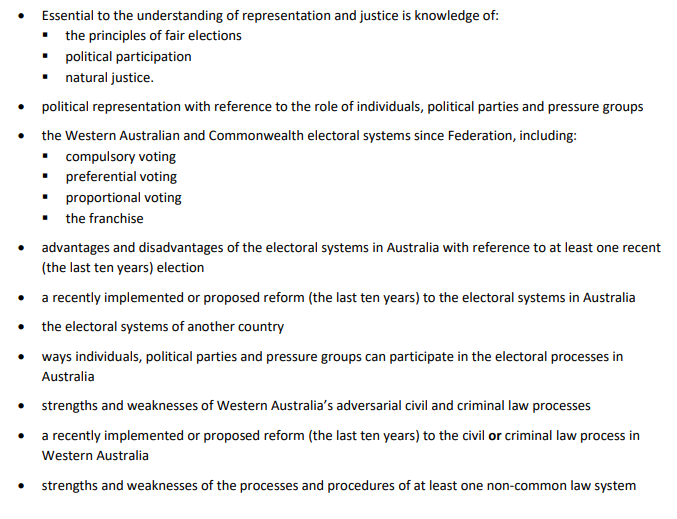 • Essential to the understanding of representation and justice is knowledge of:
▪ the principles of fair elections
▪ political participation
▪ natural justice.
• political representation with reference to the role of individuals, political parties and pressure groups
• the Western Australian and Commonwealth electoral systems since Federation, including:
▪ compulsory voting
▪ preferential voting
▪ proportional voting
▪ the franchise
• advantages and disadvantages of the electoral systems in Australia with reference to at least one recent
(the last ten years) election
• a recently implemented or proposed reform (the last ten years) to the electoral systems in Australia
• the electoral systems of another country
• ways individuals, political parties and pressure groups can participate in the electoral processes in
Australia
• strengths and weaknesses of Western Australia's adversarial civil and criminal law processes
• a recently implemented or proposed reform (the last ten years) to the civil or criminal law process in
Western Australia
• strengths and weaknesses of the processes and procedures of at least one non-common law system